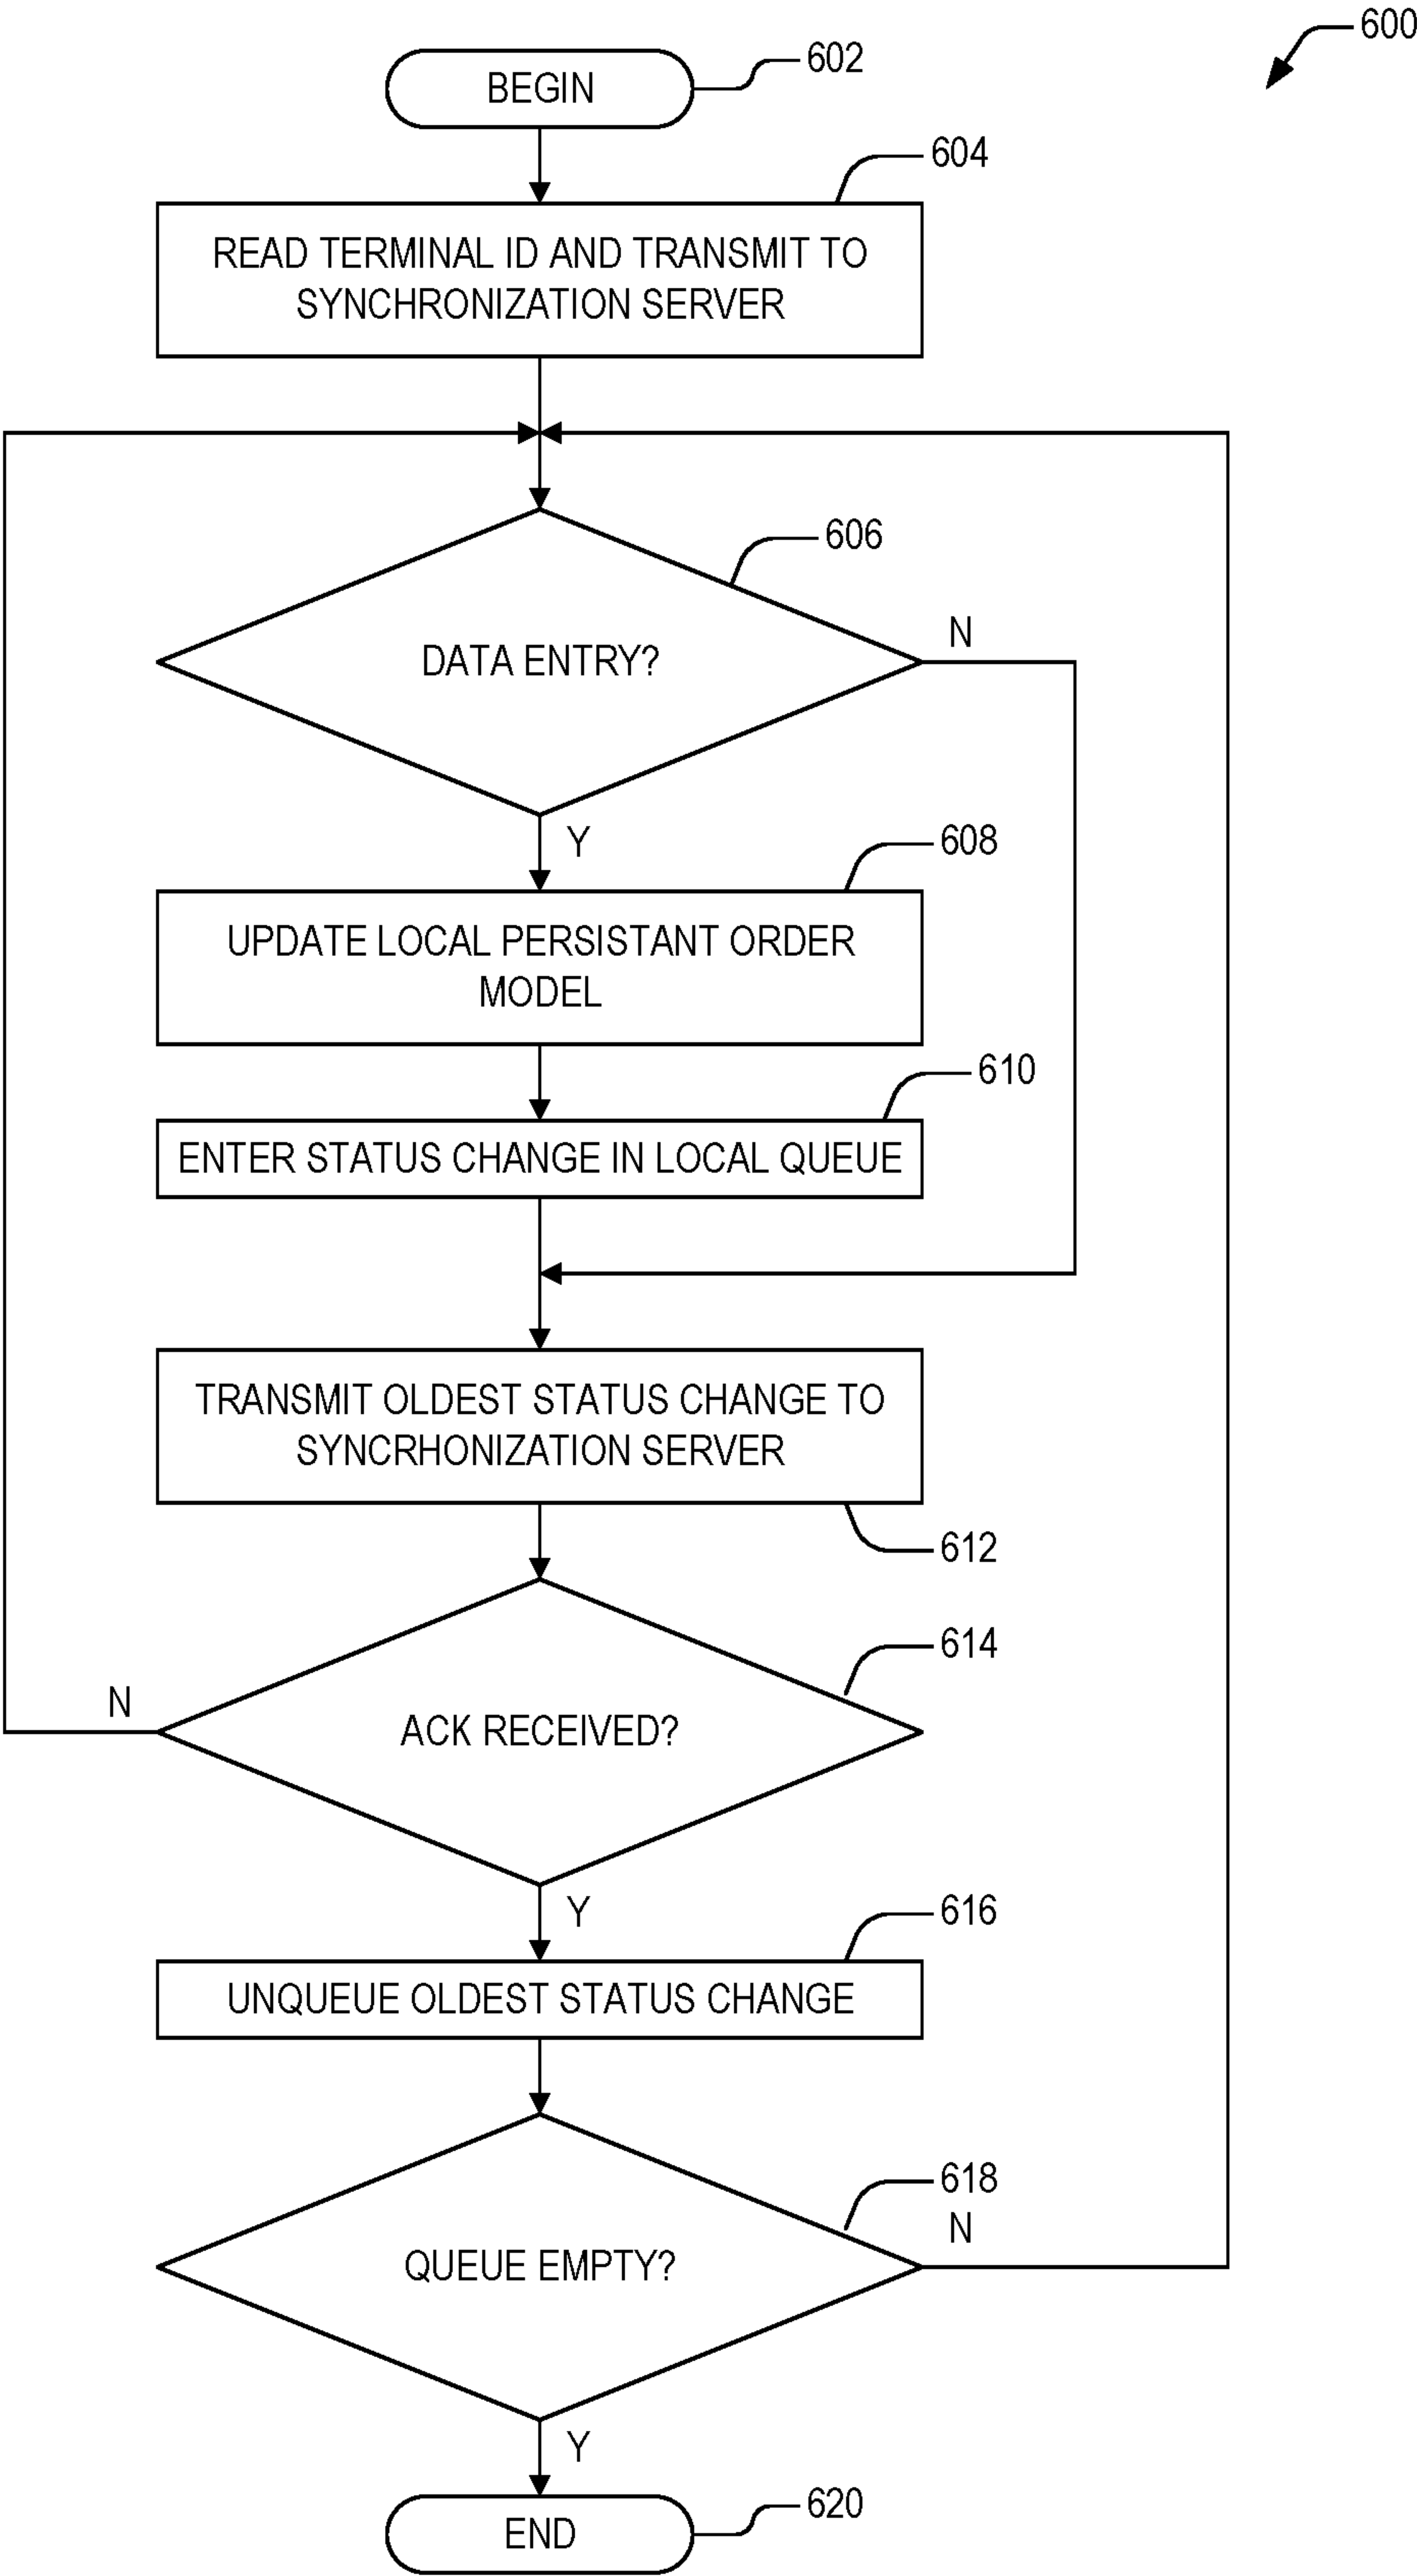 600
602
BEGIN
604
READ TERMINAL ID AND TRANSMIT TO
SYNCHRONIZATION SERVER
606
N
DATA ENTRY?
Y
608
UPDATE LOCAL PERSISTANT ORDER
MODEL
610
ENTER STATUS CHANGE IN LOCAL QUEUE
TRANSMIT OLDEST STATUS CHANGE TO
SYNCRHONIZATION SERVER
612
614
N
ACK RECEIVED?
Y
616
UNQUEUE OLDEST STATUS CHANGE
618
N
QUEUE EMPTY?
Y
620
END